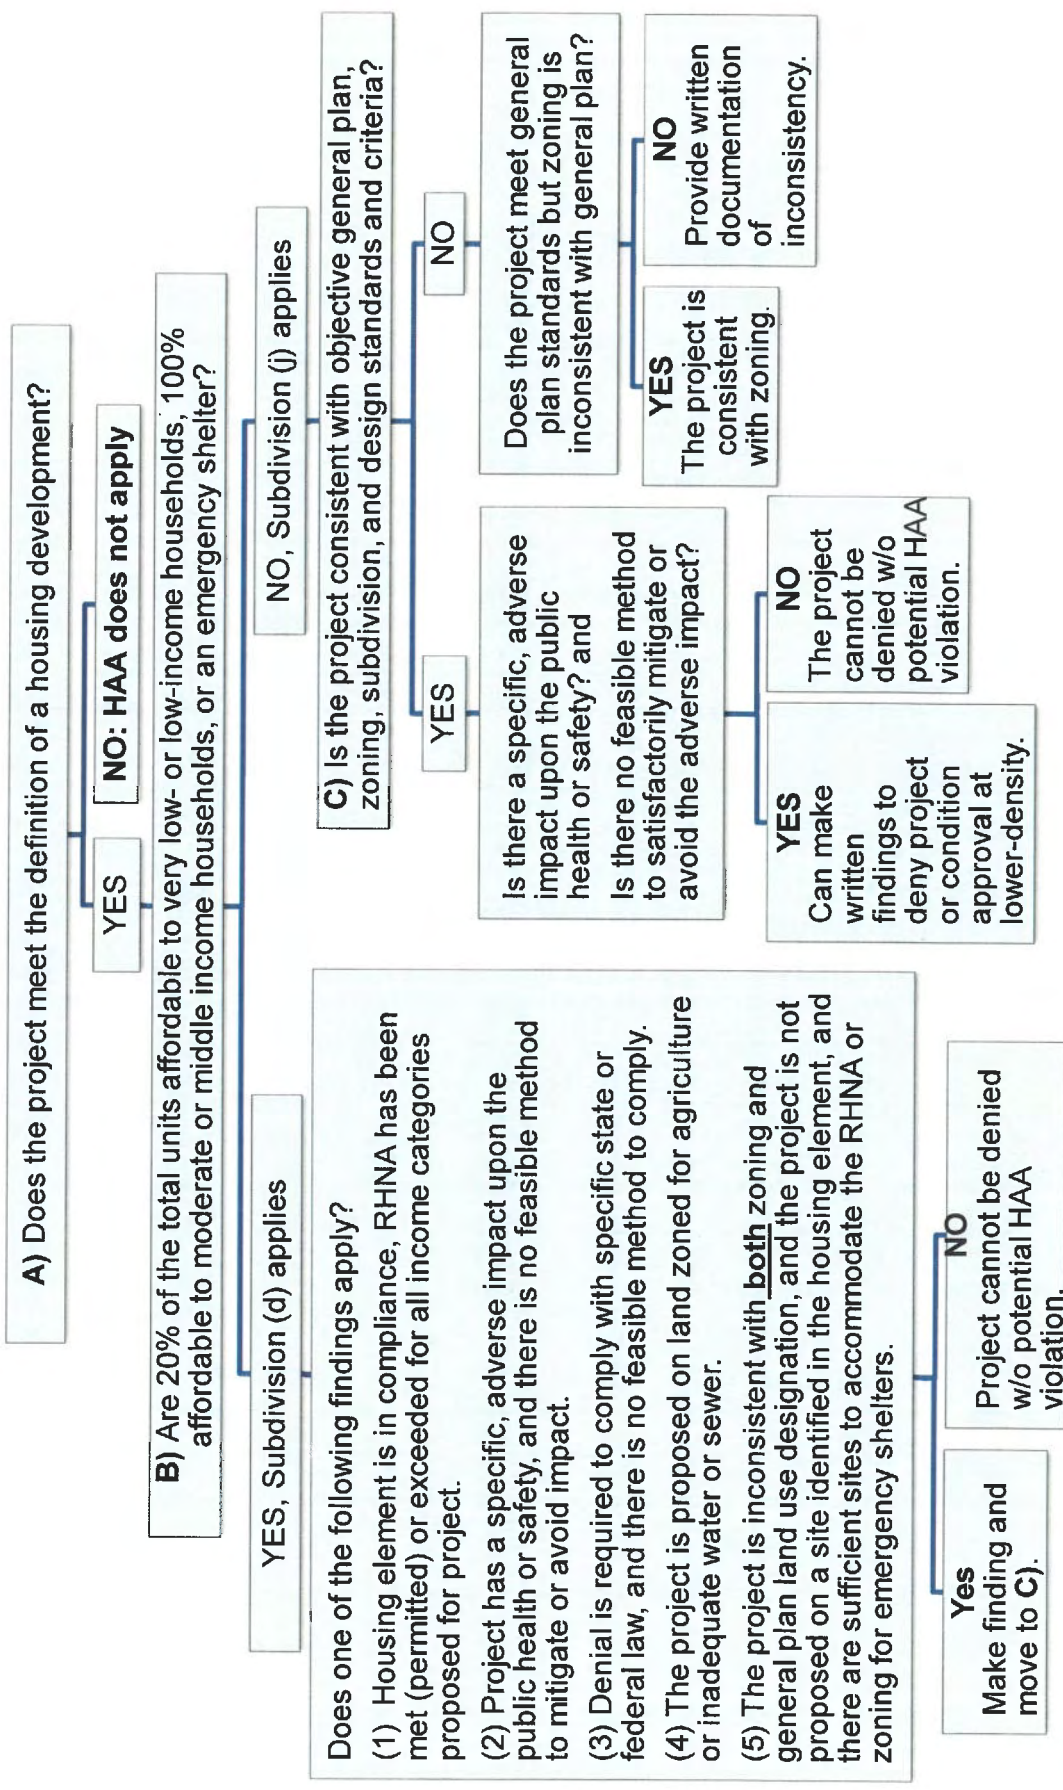 A) Does the project meet the definition of a housing development?
YES
NO: HAA does not apply
B) Are 20% of the total units affordable to very low- or low-income households, 100%
affordable to moderate or middle income households, or an emergency shelter?
YES, Subdivision (d) applies
NO, Subdivision (j) applies
Does one of the following findings apply?
(1) Housing element is in compliance, RHNA has been
met (permitted) or exceeded for all income categories
proposed for project.
(2) Project has a specific, adverse impact upon the
public health or safety, and there is no feasible method
to mitigate or avoid impact.
(3) Denial is required to comply with specific state or
federal law, and there is no feasible method to comply.
(4) The project is proposed on land zoned for agriculture
or inadequate water or sewer.
(5) The project is inconsistent with both zoning and
general plan land use designation, and the project is not
proposed on a site identified in the housing element, and
there are sufficient sites to accommodate the RHNA or
zoning for emergency shelters.
Yes
Make finding and
move to C).
NO
Project cannot be denied
w/o potential HAA
violation.
C) Is the project consistent with objective general plan,
zoning, subdivision, and design standards and criteria?
YES
NO
Is there a specific, adverse
impact upon the public
health or safety? and
Is there no feasible method
to satisfactorily mitigate or
avoid the adverse impact?
YES
Can make
written
findings to
deny project
or condition
approval at
lower-density.
NO
The project
cannot be
denied w/o
potential HAA
violation.
Does the project meet general
plan standards but zoning is
inconsistent with general plan?
YES
The project is
consistent
with zoning.
NO
Provide written
documentation
of
inconsistency.